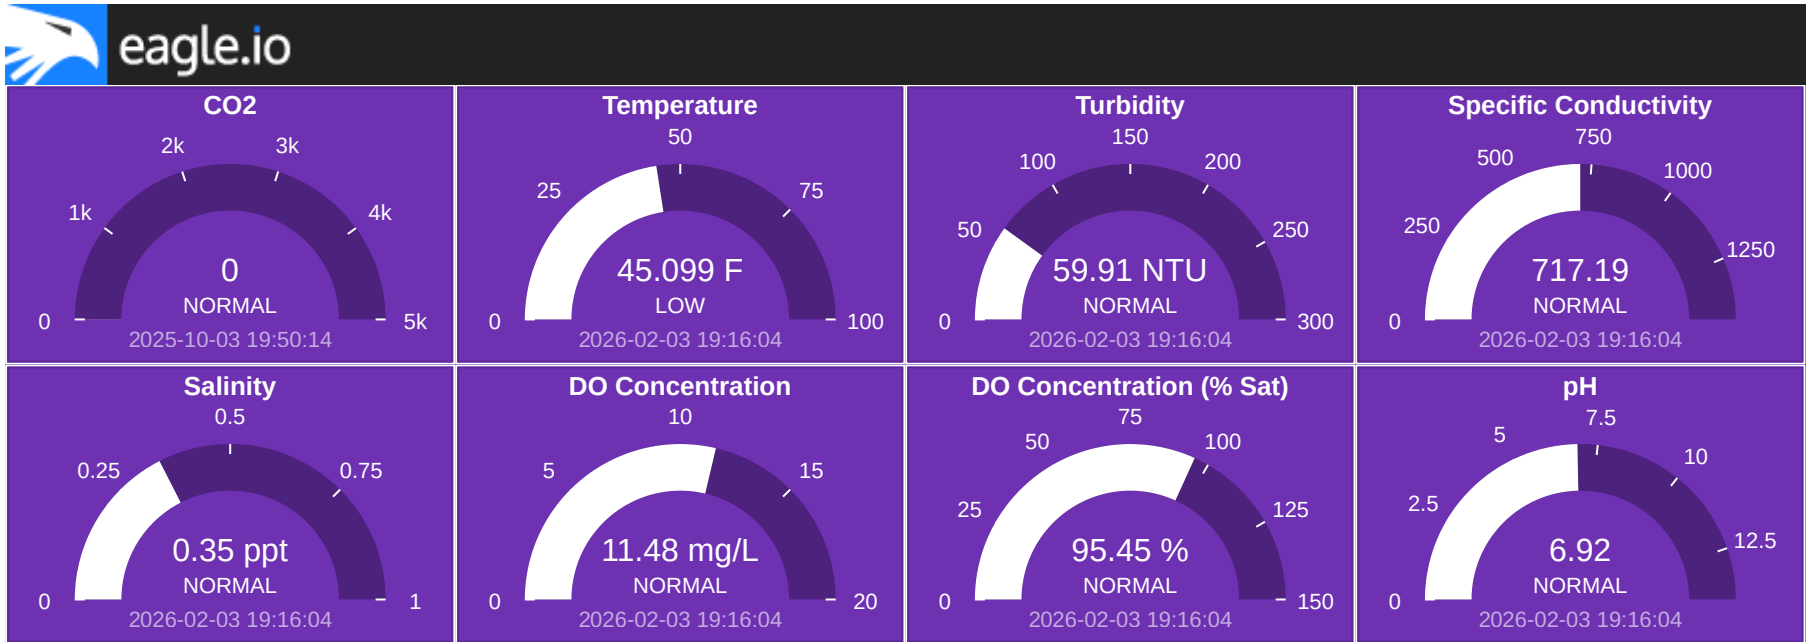 eagle.io
CO2
0
1k
2k
3k
4k
5k
0
NORMAL
2025-10-03 19:50:14
Temperature
0
25
50
75
100
45.099 F
LOW
2026-02-03 19:16:04
Turbidity
0
50
100
150
200
250
300
59.91 NTU
NORMAL
2026-02-03 19:16:04
Specific Conductivity
0
250
500
750
1000
1250
717.19
NORMAL
2026-02-03 19:16:04
Salinity
0
0.25
0.5
0.75
1
0.35 ppt
NORMAL
2026-02-03 19:16:04
DO Concentration
0
5
10
15
20
11.48 mg/L
NORMAL
2026-02-03 19:16:04
DO Concentration (% Sat)
0
25
50
75
100
125
150
95.45 %
NORMAL
2026-02-03 19:16:04
pH
0
2.5
5
7.5
10
12.5
6.92
NORMAL
2026-02-03 19:16:04